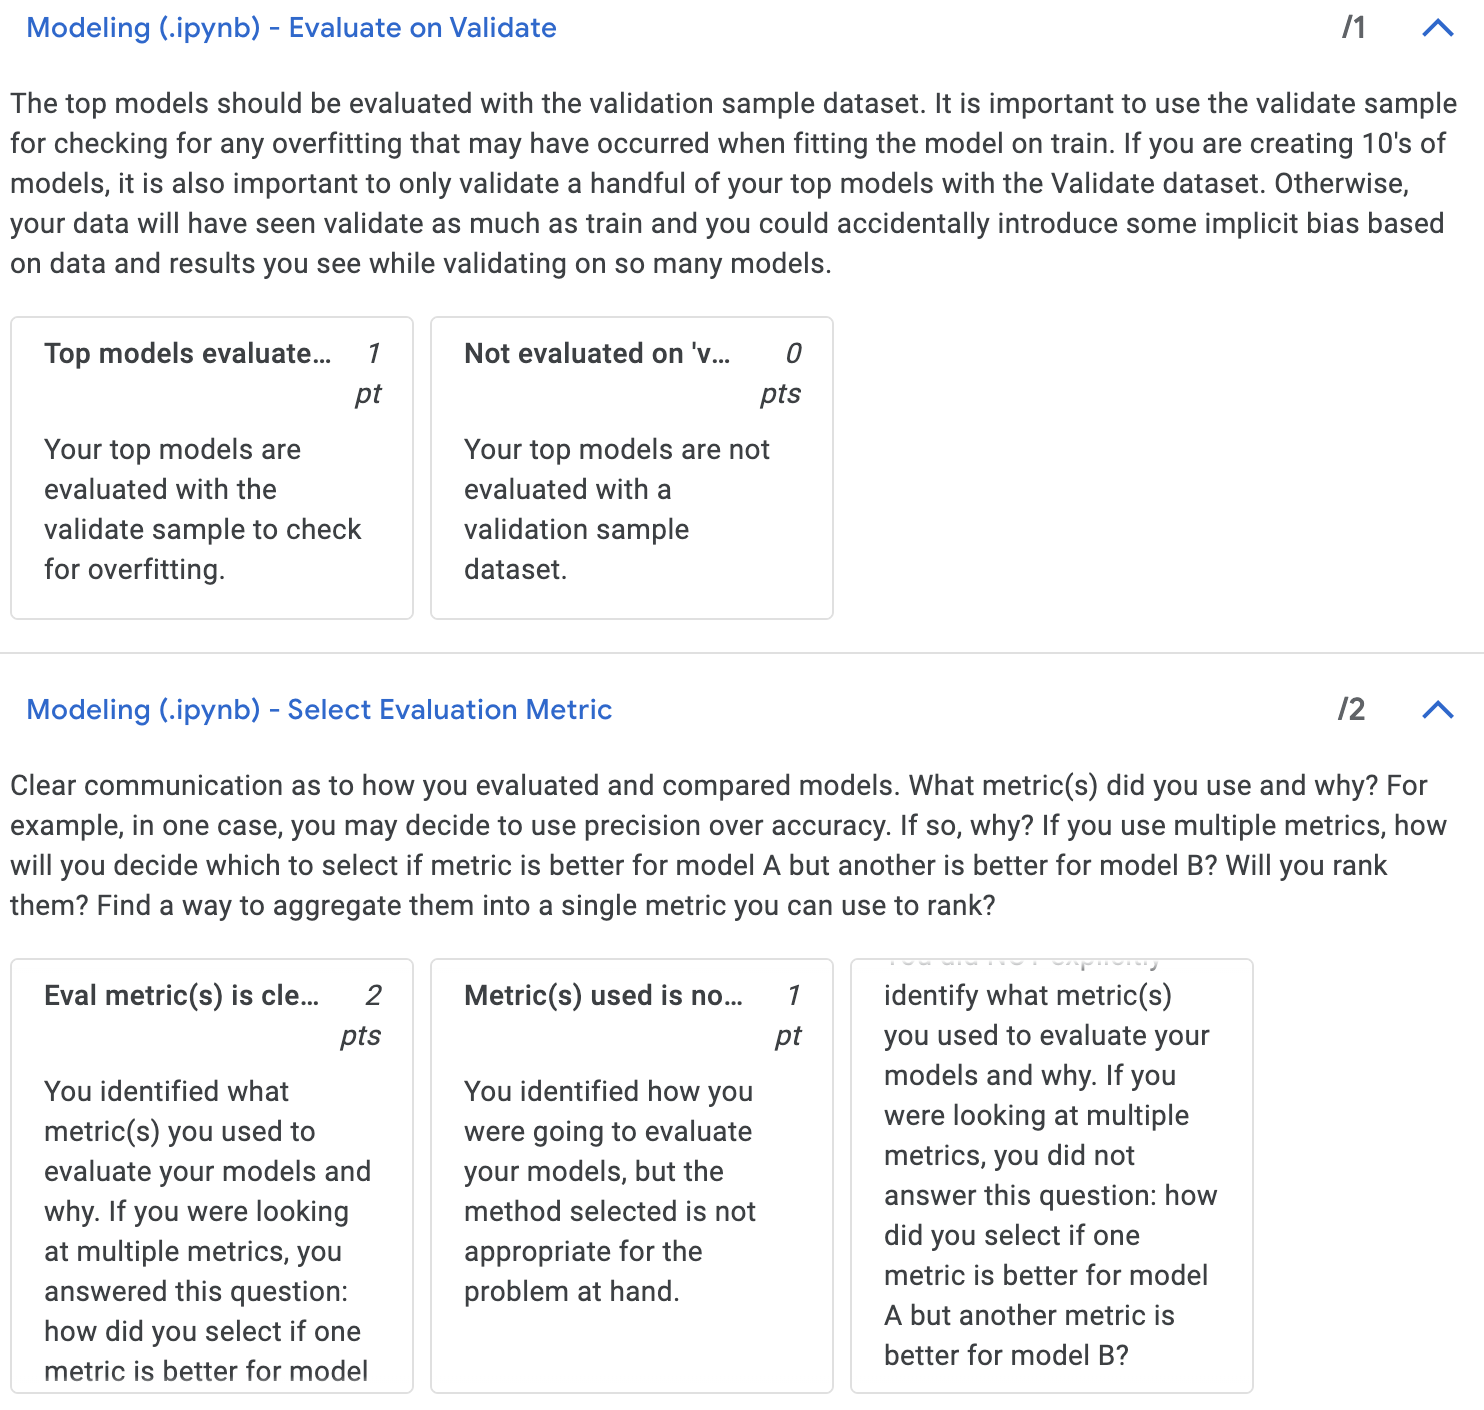 Modeling (.ipynb) - Evaluate on Validate /1
The top models should be evaluated with the validation sample dataset. It is important to use the validate sample
for checking for any overfitting that may have occurred when fitting the model on train. If you are creating 10's of
models, it is also important to only validate a handful of your top models with the Validate dataset. Otherwise,
your data will have seen validate as much as train and you could accidentally introduce some implicit bias based
on data and results you see while validating on so many models.
Top models evaluate... 1
pt
Your top models are
evaluated with the
validate sample to check
for overfitting.
Not evaluated on 'v... 0
pts
Your top models are not
evaluated with a
validation sample
dataset.
Modeling (.ipynb) - Select Evaluation Metric /2
Clear communication as to how you evaluated and compared models. What metric(s) did you use and why? For
example, in one case, you may decide to use precision over accuracy. If so, why? If you use multiple metrics, how
will you decide which to select if metric is better for model A but another is better for model B? Will you rank
them? Find a way to aggregate them into a single metric you can use to rank?
Eval metric(s) is cle... 2
pts
You identified what
metric(s) you used to
evaluate your models and
why. If you were looking
at multiple metrics, you
answered this question:
how did you select if one
metric is better for model
Metric(s) used is no... 1
pt
You identified how you
were going to evaluate
your models, but the
method selected is not
appropriate for the
problem at hand.
You did NOT explicitly
identify what metric(s)
you used to evaluate your
models and why. If you
were looking at multiple
metrics, you did not
answer this question: how
did you select if one
metric is better for model
A but another metric is
better for model B?